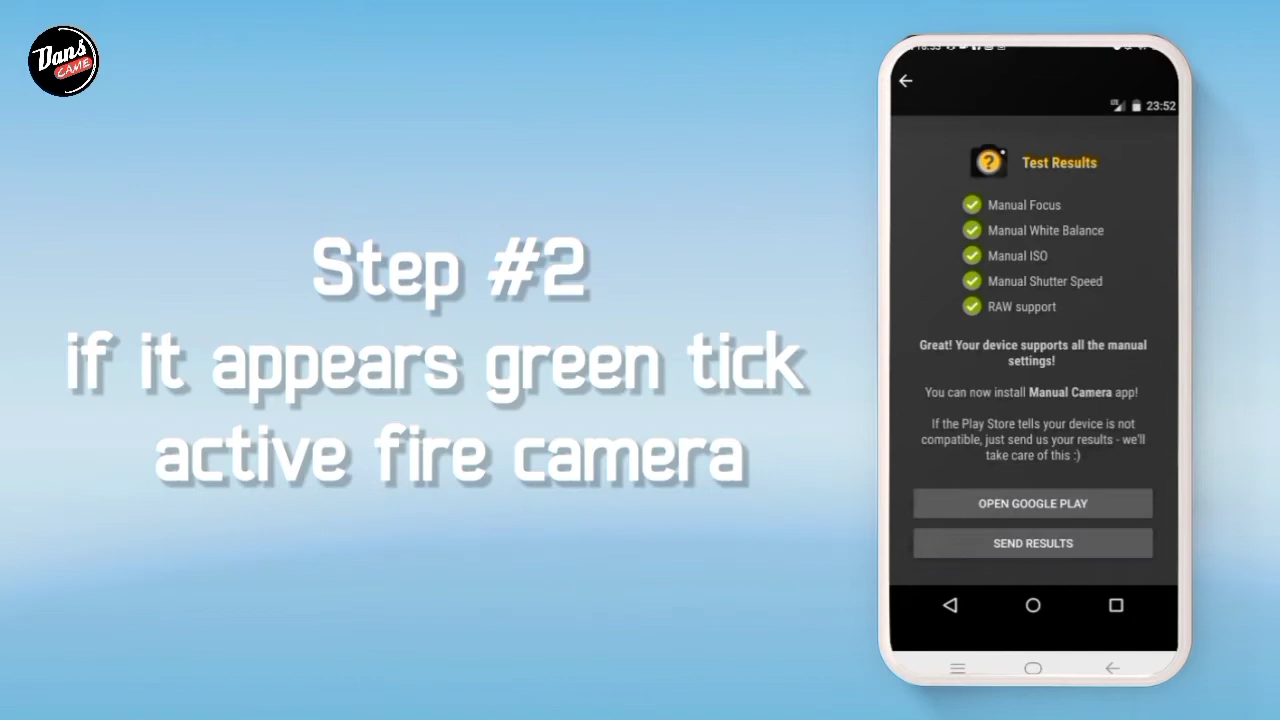 Dans
CAME
Step #2
if it appears green tick
active fire camera
23:52
Test Results
Manual Focus
Manual White Balance
Manual ISO
Manual Shutter Speed
RAW support
Great! Your device supports all the manual
settings!
You can now install Manual Camera app!
If the Play Store tells your device is not
compatible, just send us your results - we'll
take care of this :)
OPEN GOOGLE PLAY
SEND RESULTS